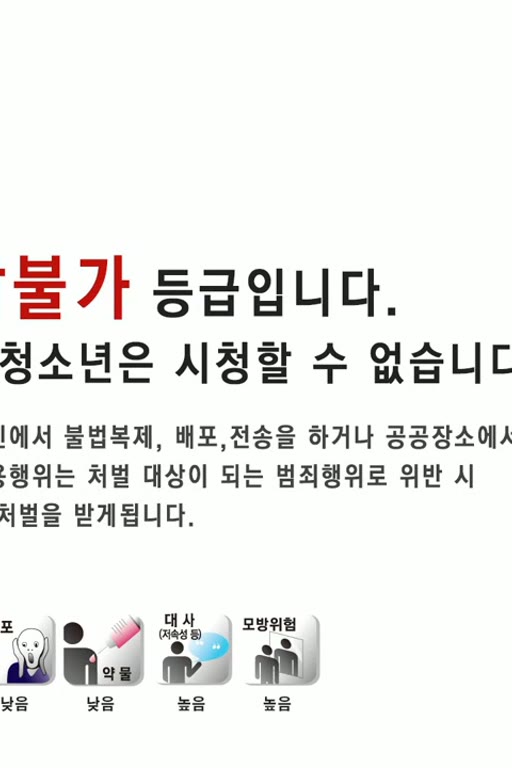 불가 등급입니다.
청소년은 시청할 수 없습니다
에서 불법복제, 배포,전송을 하거나 공공장소에서
행위는 처벌 대상이 되는 범죄행위로 위반 시
처벌을 받게됩니다.
포
약 물
대 사
(저속성 등)
모방위험
낮음
낮음
높음
높음